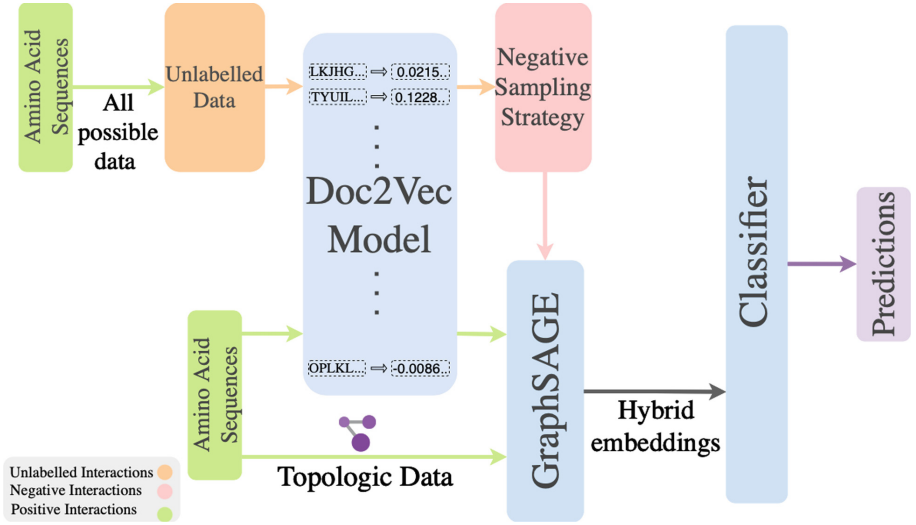 Amino Acid
Sequences
All
possible
data
Unlabelled
Data
LKJHG... ⇨ 0.0215..
TYUIL... ⇨ 0.1228..
Doc2Vec
Model
OPLKL... ⇨ -0.0086..
Negative
Sampling
Strategy
Amino Acid
Sequences
Topologic Data
GraphSAGE
Hybrid
embeddings
Classifier
Predictions
Unlabelled Interactions
Negative Interactions
Positive Interactions